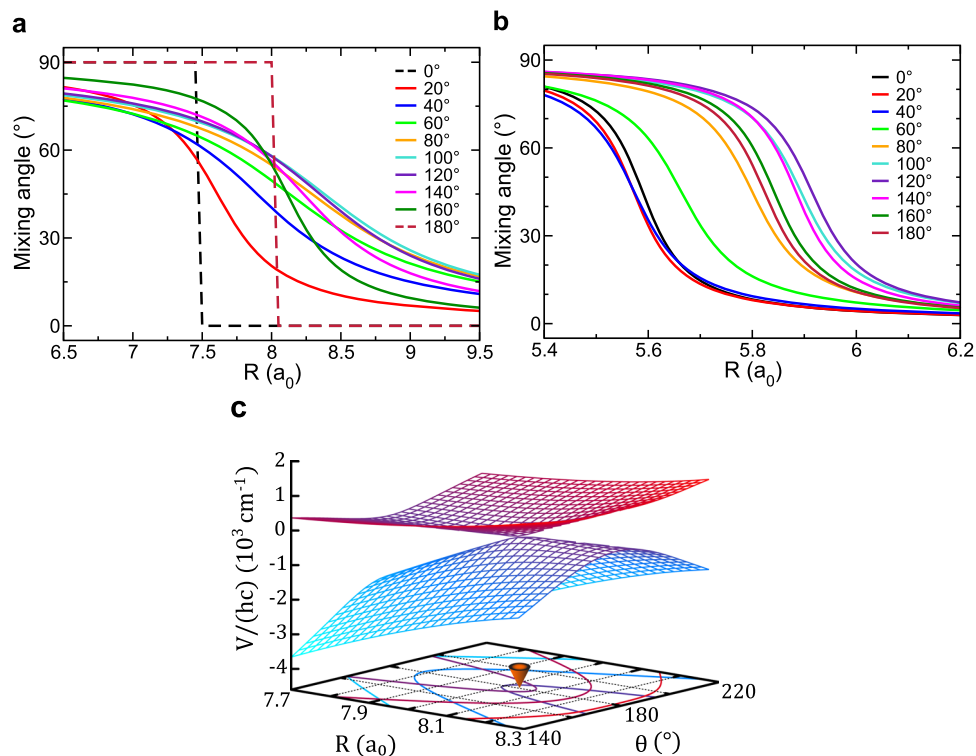 a
Mixing angle (°)
90
60
30
0
6.5 7 7.5 8 8.5 9 9.5
R (a0)
0°
20°
40°
60°
80°
100°
120°
140°
160°
180°
b
Mixing angle (°)
90
60
30
0
5.4 5.6 5.8 6 6.2
R (a0)
0°
20°
40°
60°
80°
100°
120°
140°
160°
180°
c
V/(hc) (10³ cm⁻¹)
2
1
0
-1
-2
-3
-4
7.7 7.9 8.1 8.3
R (a0)
140 180 220
θ (°)